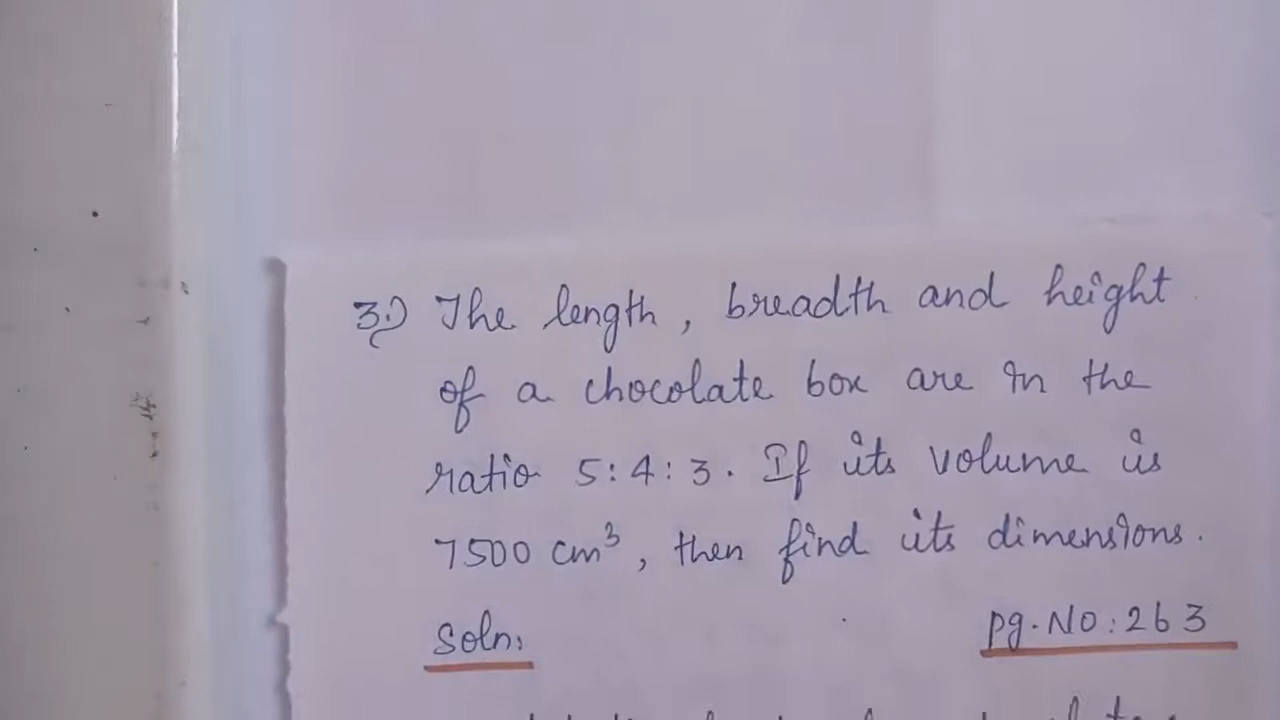 3.) The length, breadth and height
of a chocolate box are in the
ratio 5:4:3. If its volume is
7500 cm³, then find its dimensions.
Soln:
pg.No:263